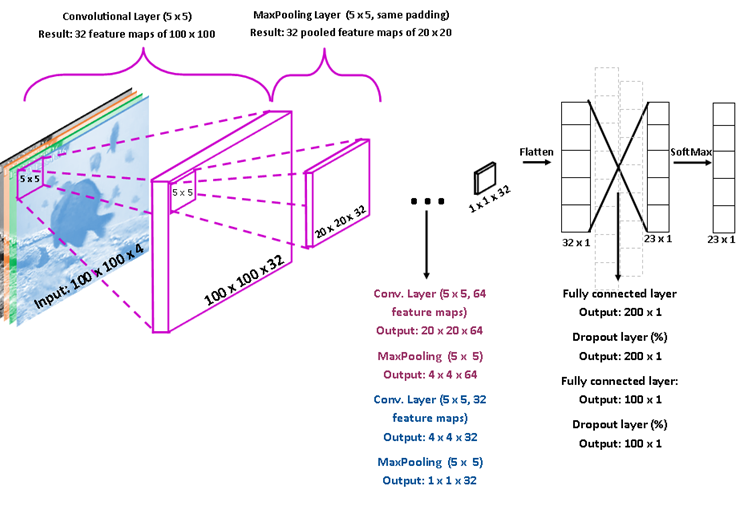 Convolutional Layer (5 x 5)
Result: 32 feature maps of 100 x 100
MaxPooling Layer (5 x 5, same padding)
Result: 32 pooled feature maps of 20 x 20
5 x 5
Input: 100 x 100 x 4
5 x 5
100 x 100 x 32
20 x 20 x 32
...
1 x 1 x 32
Flatten
32 x 1
23 x 1
SoftMax
23 x 1
Conv. Layer (5 x 5, 64
feature maps)
Output: 20 x 20 x 64
MaxPooling (5 x 5)
Output: 4 x 4 x 64
Conv. Layer (5 x 5, 32
feature maps)
Output: 4 x 4 x 32
MaxPooling (5 x 5)
Output: 1 x 1 x 32
Fully connected layer
Output: 200 x 1
Dropout layer (%)
Output: 200 x 1
Fully connected layer:
Output: 100 x 1
Dropout layer (%)
Output: 100 x 1